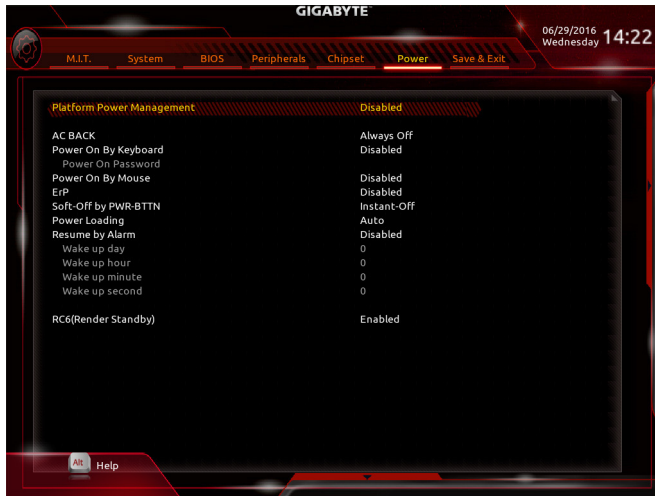 GIGABYTE
06/29/2016
Wednesday 14:22
M.I.T. System BIOS Peripherals Chipset Power Save & Exit
Platform Power Management Disabled
AC BACK Always Off
Power On By Keyboard Disabled
Power On Password
Power On By Mouse Disabled
ErP Disabled
Soft-Off by PWR-BTTN Instant-Off
Power Loading Auto
Resume by Alarm Disabled
Wake up day 0
Wake up hour 0
Wake up minute 0
Wake up second 0
RC6(Render Standby) Enabled
Alt Help